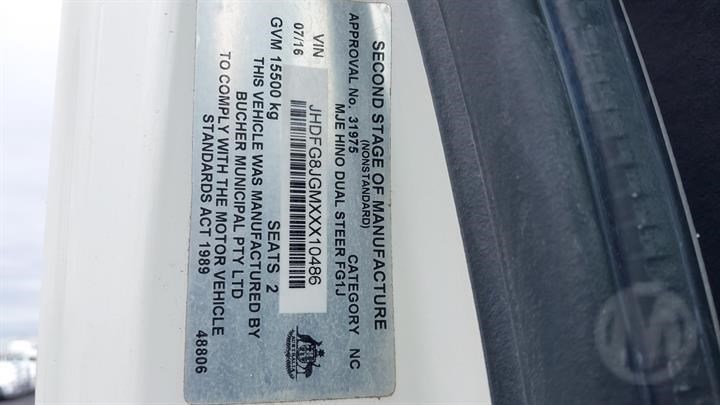 SECOND STAGE OF MANUFACTURE
(NONSTANDARD)
APPROVAL No. 31975 CATEGORY NC
MJE HINO DUAL STEER FG1J
VIN JHDFG8JGMXXX10486
07/16 SEATS 2
GVM 15500 kg
THIS VEHICLE WAS MANUFACTURED BY
BUCHER MUNICIPAL PTY LTD
TO COMPLY WITH THE MOTOR VEHICLE
STANDARDS ACT 1989
48806